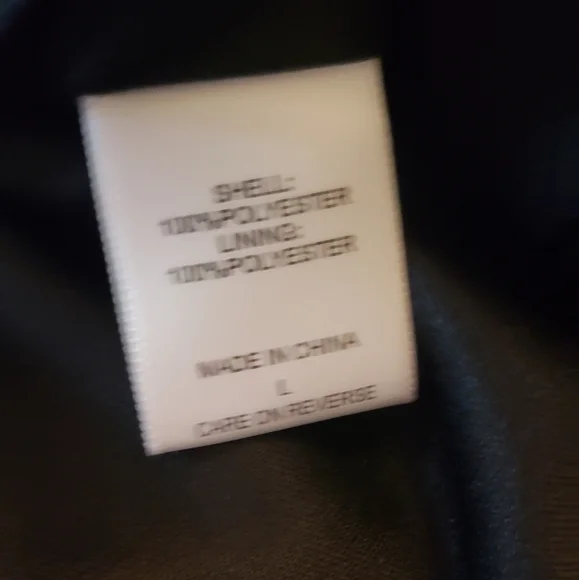 SHELL:
100%POLYESTER
LINING:
100%POLYESTER
MADE IN CHINA
L
CARE ON REVERSE